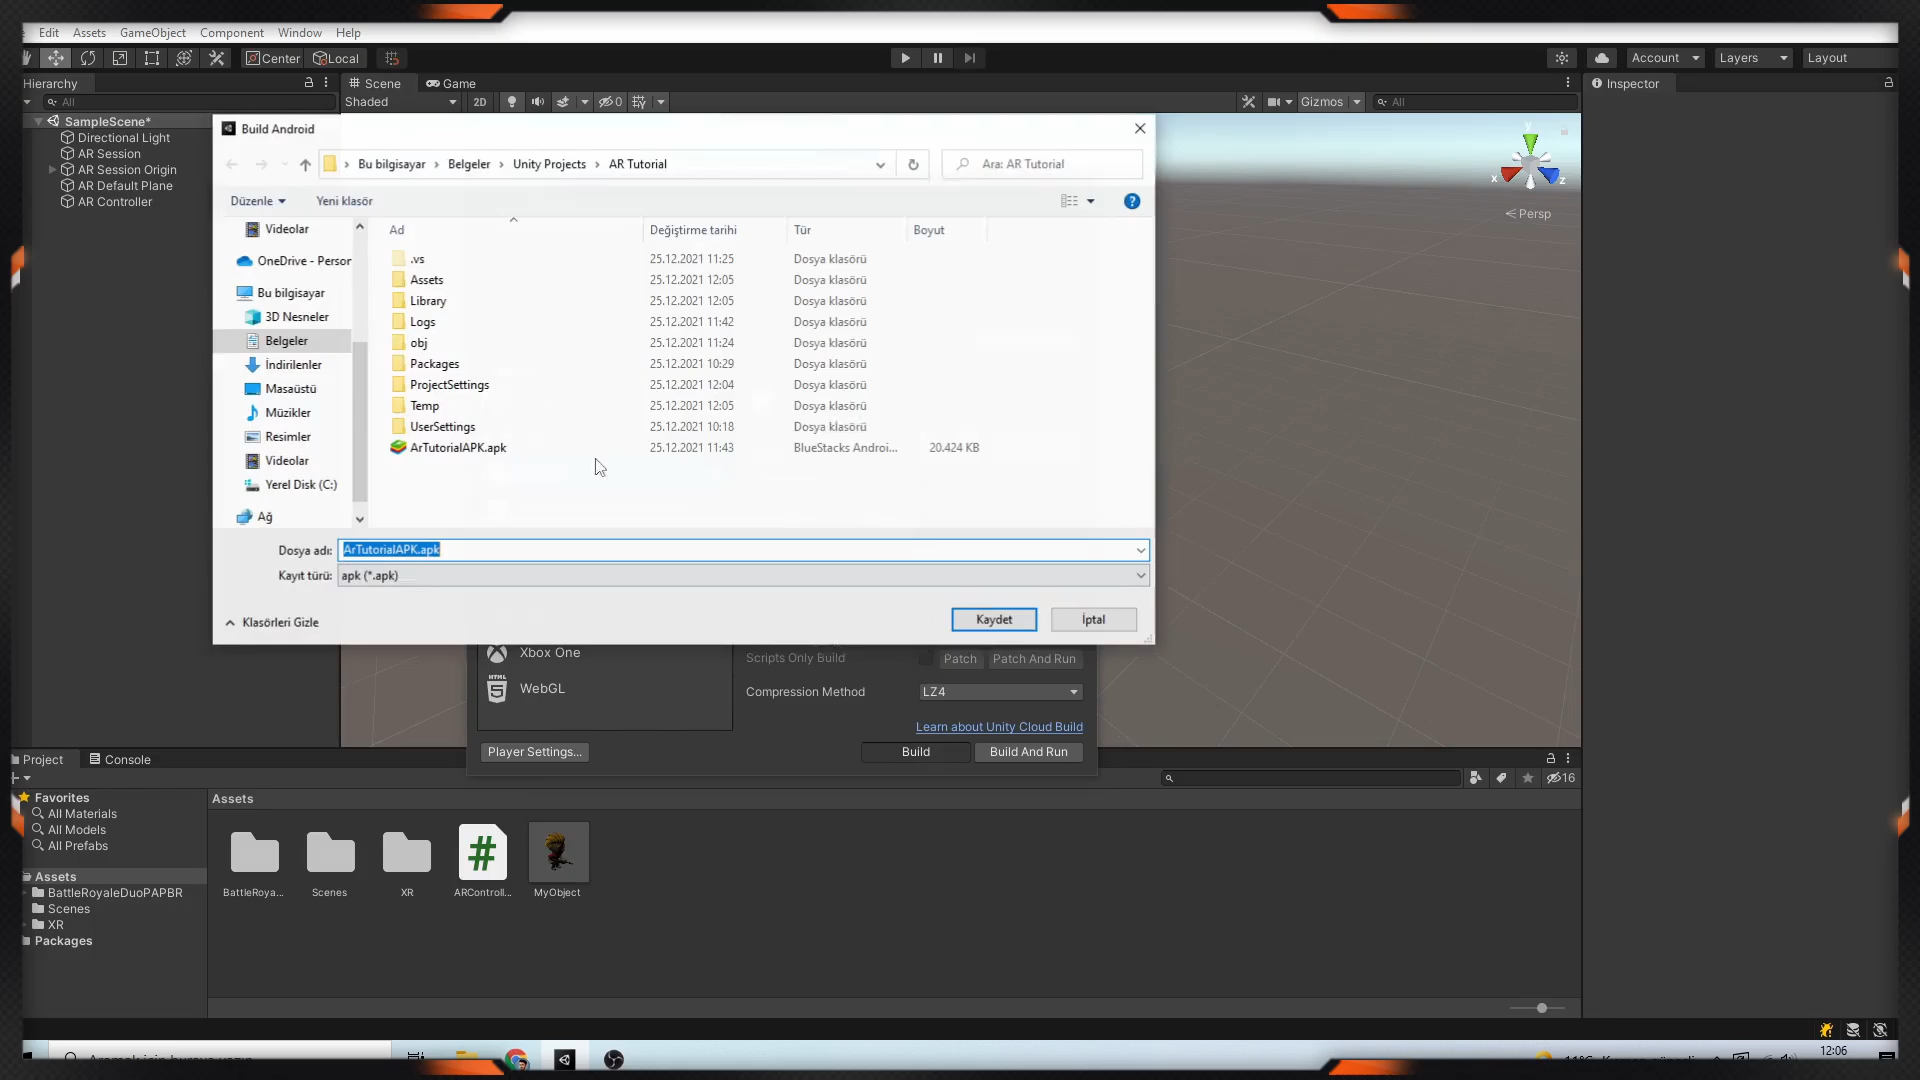 Edit Assets GameObject Component Window Help
Center Local Account Layers Layout
Hierarchy Scene Game Inspector
All Shaded 2D 0 Gizmos All
SampleScene*
Directional Light
AR Session
AR Session Origin
AR Default Plane
AR Controller
y
x z
Persp
Build Android
Bu bilgisayar › Belgeler › Unity Projects › AR Tutorial
Ara: AR Tutorial
Düzenle Yeni klasör ?
Videolar
OneDrive - Persor
Bu bilgisayar
3D Nesneler
Belgeler
İndirilenler
Masaüstü
Müzikler
Resimler
Videolar
Yerel Disk (C:)
Ağ
Ad Değiştirme tarihi Tür Boyut
.vs 25.12.2021 11:25 Dosya klasörü
Assets 25.12.2021 12:05 Dosya klasörü
Library 25.12.2021 12:05 Dosya klasörü
Logs 25.12.2021 11:42 Dosya klasörü
obj 25.12.2021 11:24 Dosya klasörü
Packages 25.12.2021 10:29 Dosya klasörü
ProjectSettings 25.12.2021 12:04 Dosya klasörü
Temp 25.12.2021 12:05 Dosya klasörü
UserSettings 25.12.2021 10:18 Dosya klasörü
ArTutorialAPK.apk 25.12.2021 11:43 BlueStacks Androi... 20.424 KB
Dosya adı: ArTutorialAPK.apk
Kayıt türü: apk (*.apk)
Klasörleri Gizle Kaydet İptal
Xbox One
HTML 5 WebGL
Scripts Only Build Patch Patch And Run
Compression Method LZ4
Learn about Unity Cloud Build
Player Settings... Build Build And Run
Project Console
16
Favorites
All Materials
All Models
All Prefabs
Assets
BattleRoyaleDuoPAPBR
Scenes
XR
Packages
Assets
BattleRoya... Scenes XR ARControll... MyObject
12:06